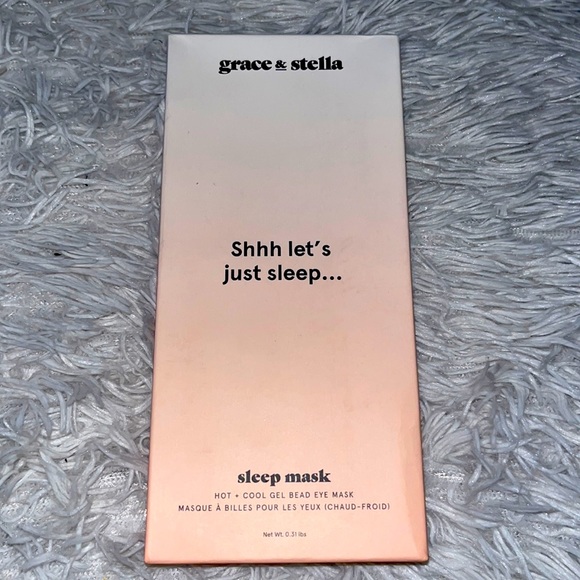 grace & stella
Shhh let's
just sleep...
sleep mask
HOT + COOL GEL BEAD EYE MASK
MASQUE À BILLES POUR LES YEUX (CHAUD-FROID)
Net Wt. 0.31 lbs